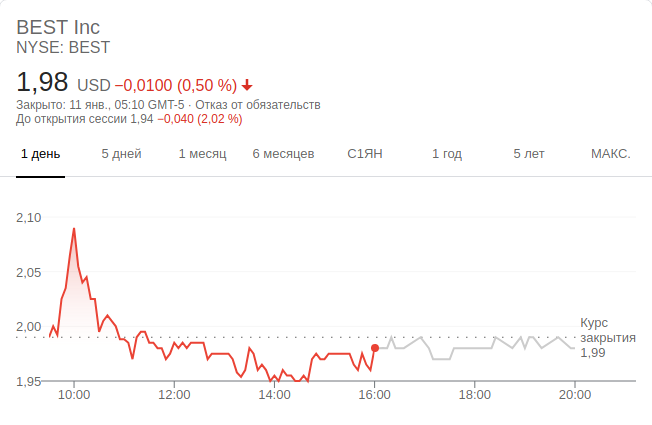 BEST Inc
NYSE: BEST
1,98 USD −0,0100 (0,50 %)
Закрыто: 11 янв., 05:10 GMT-5 · Отказ от обязательств
До открытия сессии 1,94 −0,040 (2,02 %)
1 день 5 дней 1 месяц 6 месяцев С1ЯН 1 год 5 лет МАКС.
2,10
2,05
2,00
Курс
закрытия
1,99
1,95
10:00 12:00 14:00 16:00 18:00 20:00